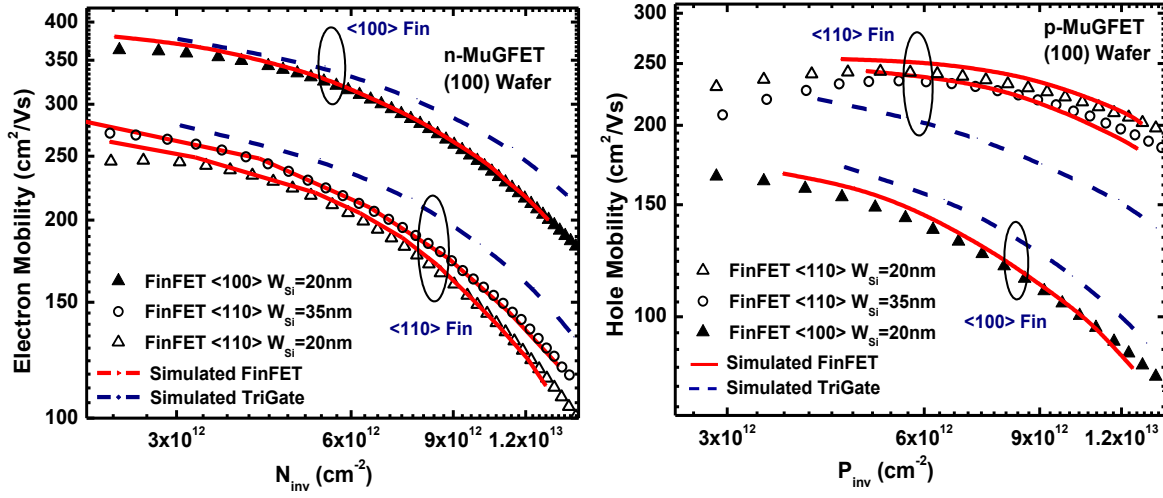 <100> Fin
n-MuGFET
(100) Wafer
<110> Fin
FinFET <100> W_Si=20nm
FinFET <110> W_Si=35nm
FinFET <110> W_Si=20nm
Simulated FinFET
Simulated TriGate
400
350
300
250
200
150
100
Electron Mobility (cm²/Vs)
3x10¹²
6x10¹²
9x10¹²
1.2x10¹³
N_inv (cm⁻²)
<110> Fin
p-MuGFET
(100) Wafer
<100> Fin
FinFET <110> W_Si=20nm
FinFET <110> W_Si=35nm
FinFET <100> W_Si=20nm
Simulated FinFET
Simulated TriGate
300
250
200
150
100
Hole Mobility (cm²/Vs)
3x10¹²
6x10¹²
9x10¹²
1.2x10¹³
P_inv (cm⁻²)